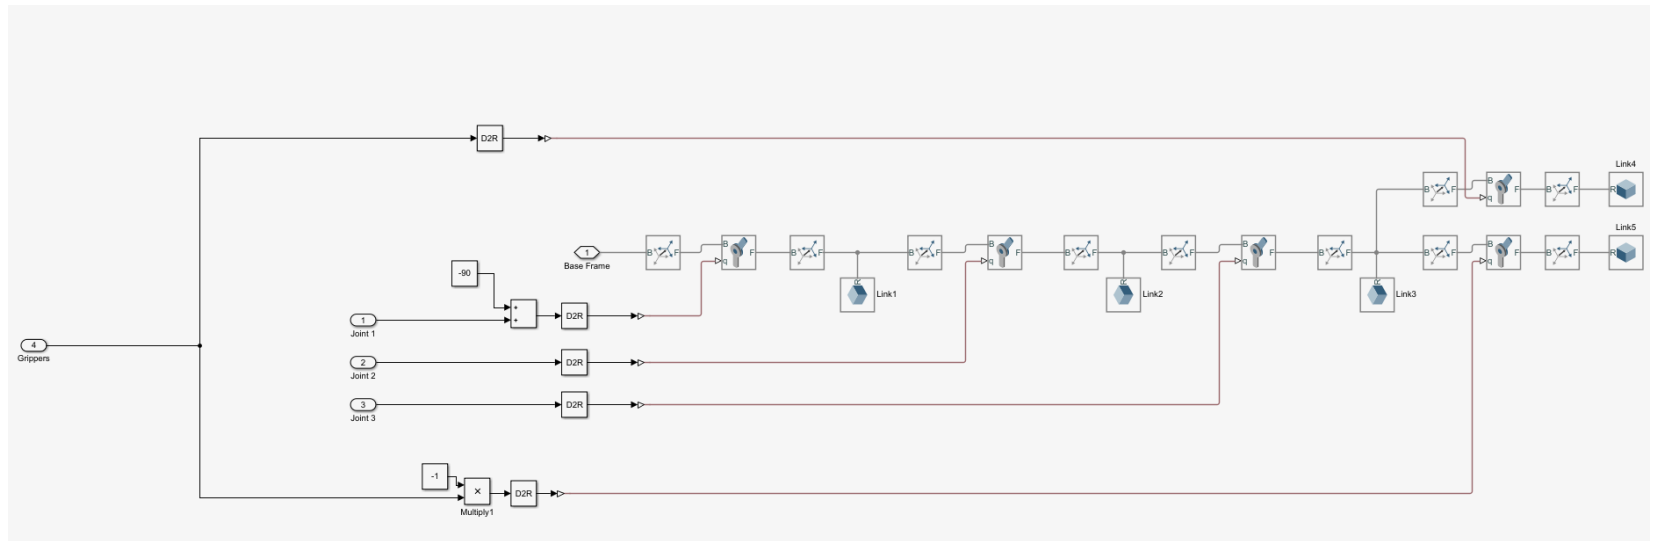 D2R
Link4
B F
B F
q
B F
R
Link5
1
Base Frame
B F
B F
q
B F
B F
B F
q
B F
B F
B F
q
B F
B F
B F
q
B F
R
-90
R
Link1
R
Link2
R
Link3
+
+
D2R
1
Joint 1
4
Grippers
2
Joint 2
D2R
3
Joint 3
D2R
-1
×
Multiply1
D2R